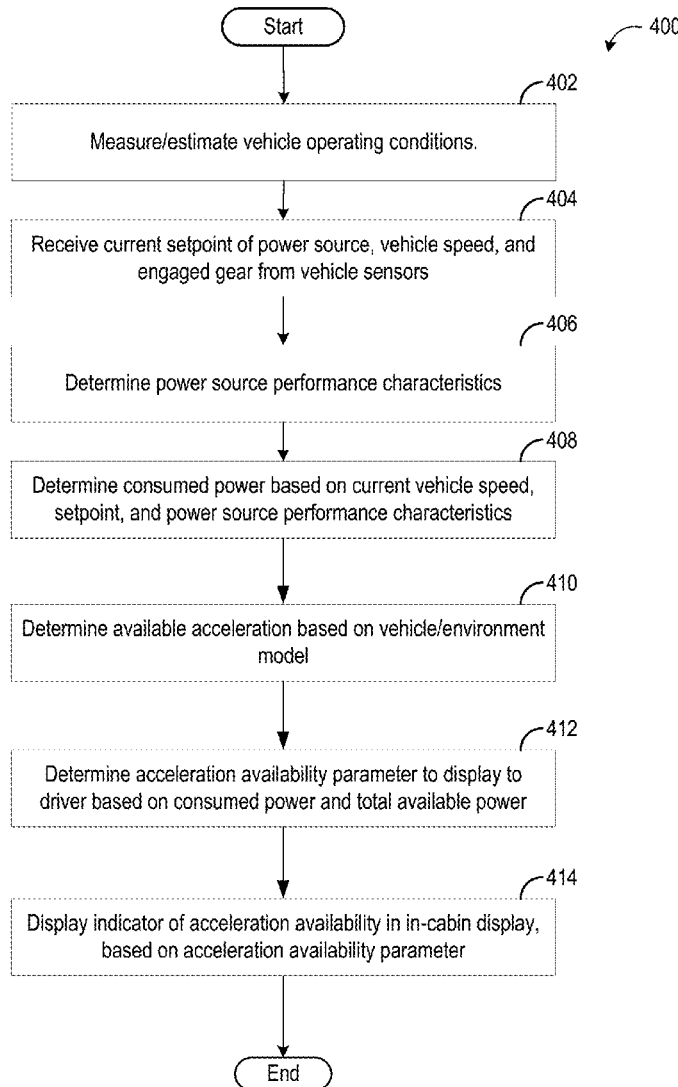 Start
400
402
Measure/estimate vehicle operating conditions.
404
Receive current setpoint of power source, vehicle speed, and
engaged gear from vehicle sensors
406
Determine power source performance characteristics
408
Determine consumed power based on current vehicle speed,
setpoint, and power source performance characteristics
410
Determine available acceleration based on vehicle/environment
model
412
Determine acceleration availability parameter to display to
driver based on consumed power and total available power
414
Display indicator of acceleration availability in in-cabin display,
based on acceleration availability parameter
End